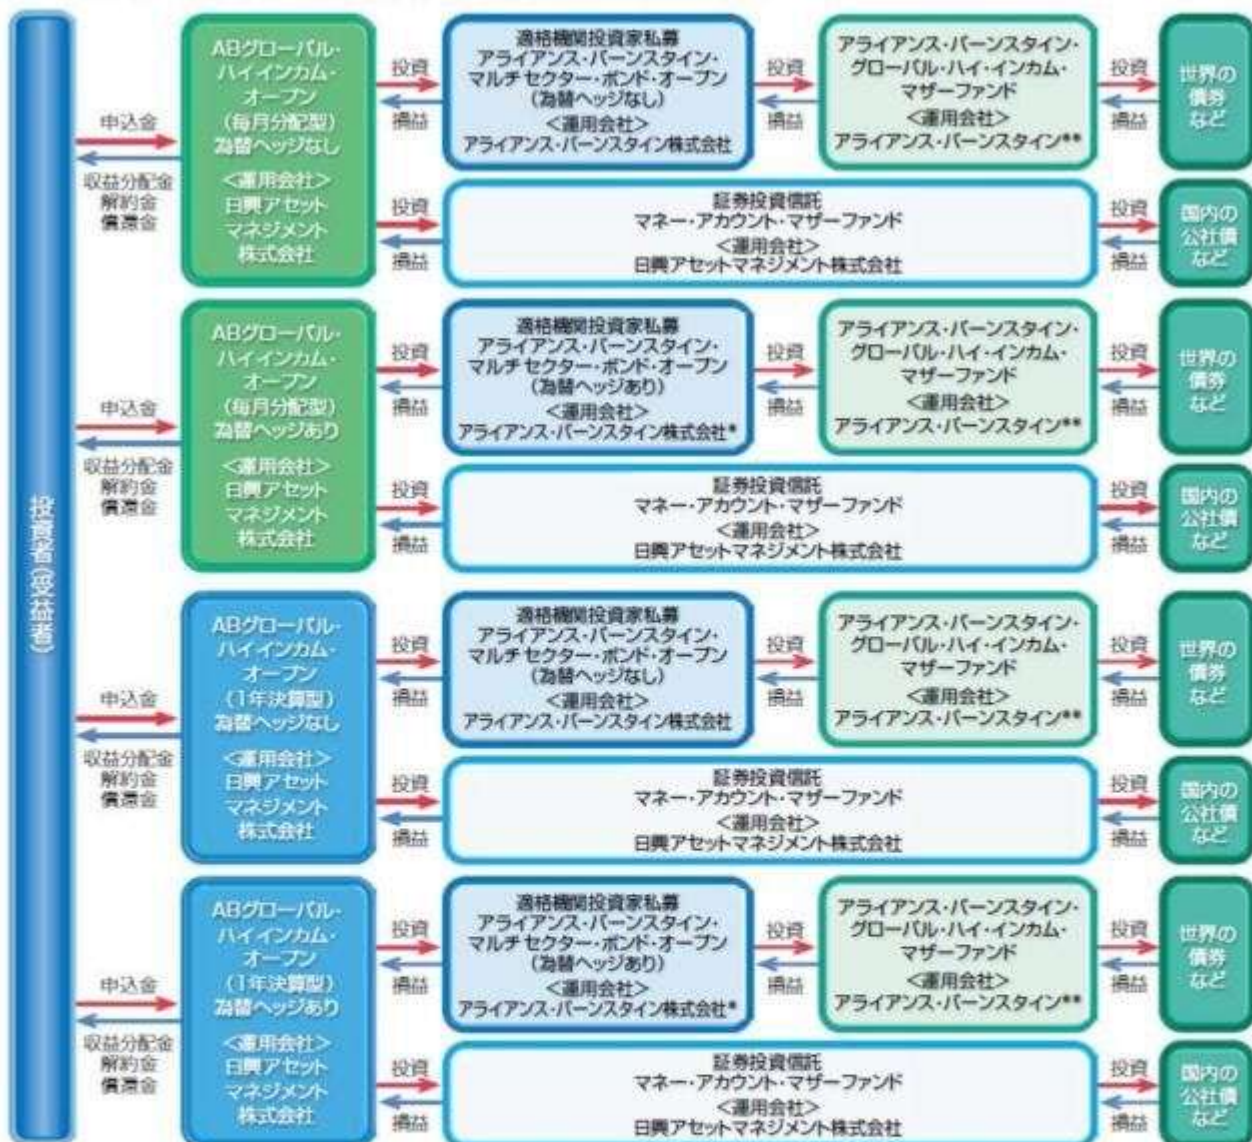 投資者(受益者)
申込金
収益分配金
解約金
償還金
ABグローバル・
ハイインカム・
オープン
(毎月分配型)
為替ヘッジなし
<運用会社>
日興アセット
マネジメント
株式会社
投資
損益
適格機関投資家私募
アライアンス・バーンスタイン・
マルチセクター・ボンド・オープン
(為替ヘッジなし)
<運用会社>
アライアンス・バーンスタイン株式会社
投資
損益
アライアンス・バーンスタイン・
グローバル・ハイ・インカム・
マザーファンド
<運用会社>
アライアンス・バーンスタイン**
投資
損益
世界の
債券
など
投資
損益
証券投資信託
マネー・アカウント・マザーファンド
<運用会社>
日興アセットマネジメント株式会社
投資
損益
国内の
公社債
など
申込金
収益分配金
解約金
償還金
ABグローバル・
ハイインカム・
オープン
(毎月分配型)
為替ヘッジあり
<運用会社>
日興アセット
マネジメント
株式会社
投資
損益
適格機関投資家私募
アライアンス・バーンスタイン・
マルチセクター・ボンド・オープン
(為替ヘッジあり)
<運用会社>
アライアンス・バーンスタイン株式会社*
投資
損益
アライアンス・バーンスタイン・
グローバル・ハイ・インカム・
マザーファンド
<運用会社>
アライアンス・バーンスタイン**
投資
損益
世界の
債券
など
投資
損益
証券投資信託
マネー・アカウント・マザーファンド
<運用会社>
日興アセットマネジメント株式会社
投資
損益
国内の
公社債
など
申込金
収益分配金
解約金
償還金
ABグローバル・
ハイインカム・
オープン
(1年決算型)
為替ヘッジなし
<運用会社>
日興アセット
マネジメント
株式会社
投資
損益
適格機関投資家私募
アライアンス・バーンスタイン・
マルチセクター・ボンド・オープン
(為替ヘッジなし)
<運用会社>
アライアンス・バーンスタイン株式会社
投資
損益
アライアンス・バーンスタイン・
グローバル・ハイ・インカム・
マザーファンド
<運用会社>
アライアンス・バーンスタイン**
投資
損益
世界の
債券
など
投資
損益
証券投資信託
マネー・アカウント・マザーファンド
<運用会社>
日興アセットマネジメント株式会社
投資
損益
国内の
公社債
など
申込金
収益分配金
解約金
償還金
ABグローバル・
ハイインカム・
オープン
(1年決算型)
為替ヘッジあり
<運用会社>
日興アセット
マネジメント
株式会社
投資
損益
適格機関投資家私募
アライアンス・バーンスタイン・
マルチセクター・ボンド・オープン
(為替ヘッジあり)
<運用会社>
アライアンス・バーンスタイン株式会社*
投資
損益
アライアンス・バーンスタイン・
グローバル・ハイ・インカム・
マザーファンド
<運用会社>
アライアンス・バーンスタイン**
投資
損益
世界の
債券
など
投資
損益
証券投資信託
マネー・アカウント・マザーファンド
<運用会社>
日興アセットマネジメント株式会社
投資
損益
国内の
公社債
など